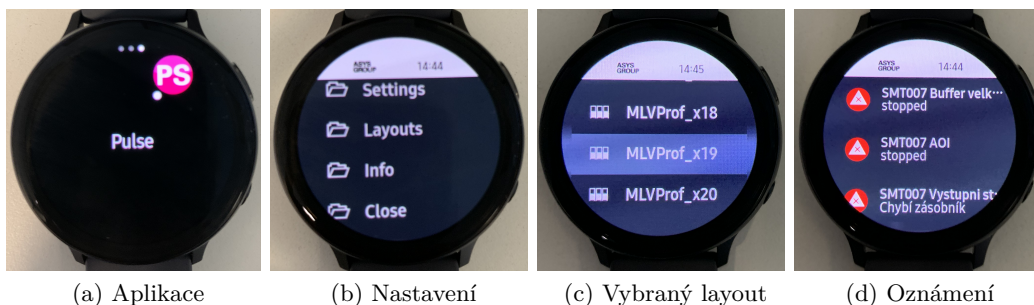 PS
Pulse
ASYS
GROUP
14:44
Settings
Layouts
Info
Close
ASYS
GROUP
14:45
MLVProf_x18
MLVProf_x19
MLVProf_x20
ASYS
GROUP
14:44
SMT007 Buffer velk···
stopped
SMT007 AOI
stopped
SMT007 Vystupni st···
Chybí zásobník
(a) Aplikace
(b) Nastavení
(c) Vybraný layout
(d) Oznámení